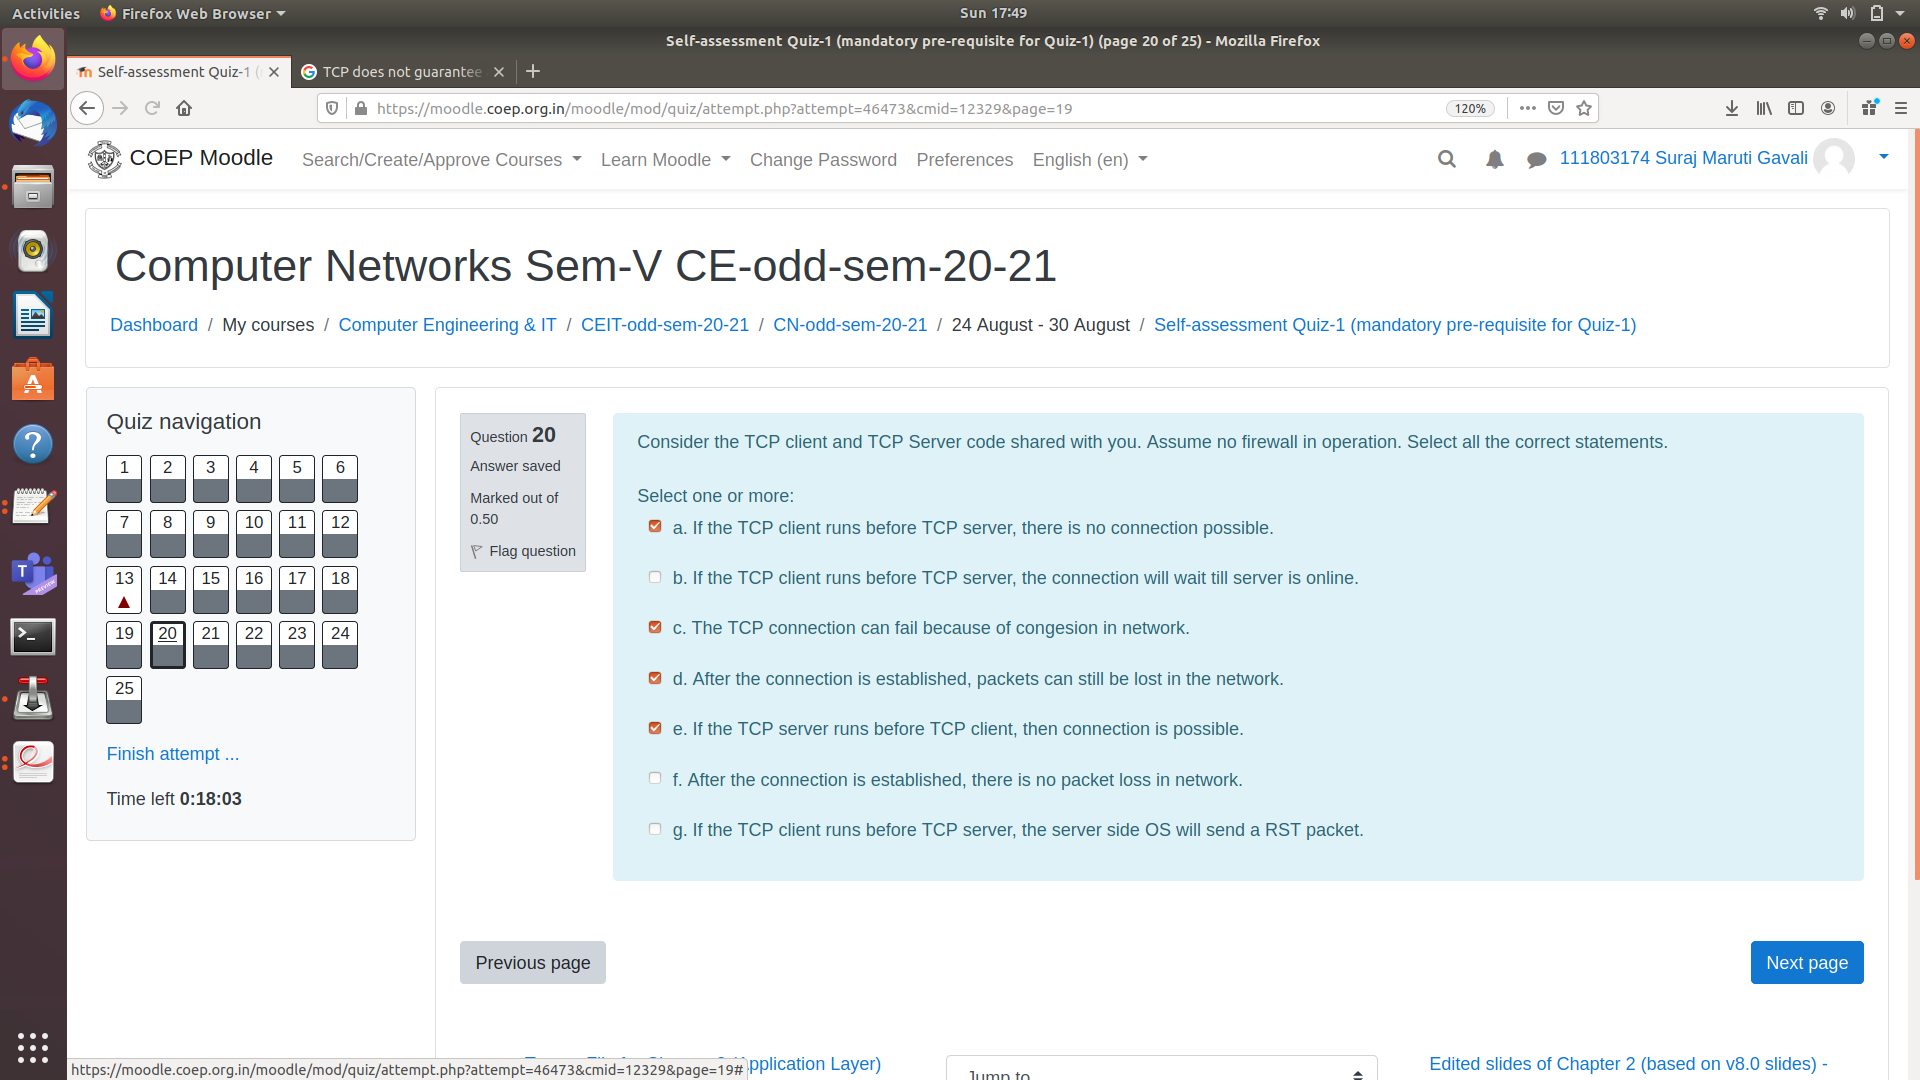 Activities
Firefox Web Browser
Sun 17:49
Self-assessment Quiz-1 (mandatory pre-requisite for Quiz-1) (page 20 of 25) - Mozilla Firefox
Self-assessment Quiz-1 (
TCP does not guarantee
https://moodle.coep.org.in/moodle/mod/quiz/attempt.php?attempt=46473&cmid=12329&page=19
120%
COEP Moodle
Search/Create/Approve Courses
Learn Moodle
Change Password
Preferences
English (en)
111803174 Suraj Maruti Gavali
Computer Networks Sem-V CE-odd-sem-20-21
Dashboard / My courses / Computer Engineering & IT / CEIT-odd-sem-20-21 / CN-odd-sem-20-21 / 24 August - 30 August / Self-assessment Quiz-1 (mandatory pre-requisite for Quiz-1)
Quiz navigation
1 2 3 4 5 6
7 8 9 10 11 12
13 14 15 16 17 18
19 20 21 22 23 24
25
Finish attempt ...
Time left 0:18:03
Question 20
Answer saved
Marked out of
0.50
Flag question
Consider the TCP client and TCP Server code shared with you. Assume no firewall in operation. Select all the correct statements.
Select one or more:
a. If the TCP client runs before TCP server, there is no connection possible.
b. If the TCP client runs before TCP server, the connection will wait till server is online.
c. The TCP connection can fail because of congesion in network.
d. After the connection is established, packets can still be lost in the network.
e. If the TCP server runs before TCP client, then connection is possible.
f. After the connection is established, there is no packet loss in network.
g. If the TCP client runs before TCP server, the server side OS will send a RST packet.
Previous page
Next page
pplication Layer)
Jump to
Edited slides of Chapter 2 (based on v8.0 slides) -
https://moodle.coep.org.in/moodle/mod/quiz/attempt.php?attempt=46473&cmid=12329&page=19#